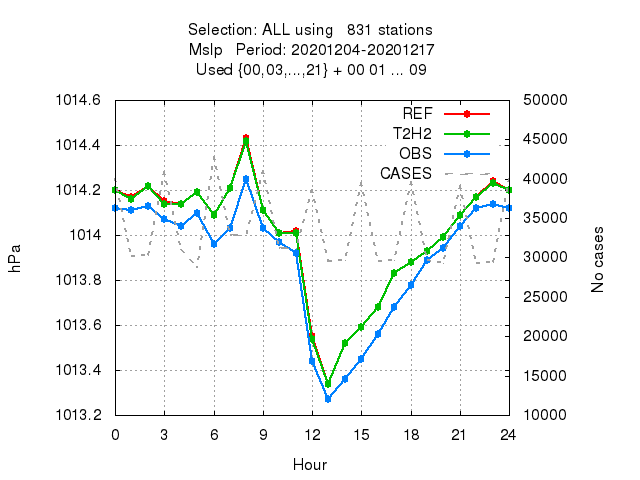 Selection: ALL using   831 stations
Mslp   Period: 20201204-20201217
Used {00,03,...,21} + 00 01 ... 09
1014.6
1014.4
1014.2
1014
1013.8
1013.6
1013.4
1013.2
hPa
REF
T2H2
OBS
CASES
50000
45000
40000
35000
30000
25000
20000
15000
10000
No cases
0 3 6 9 12 15 18 21 24
Hour